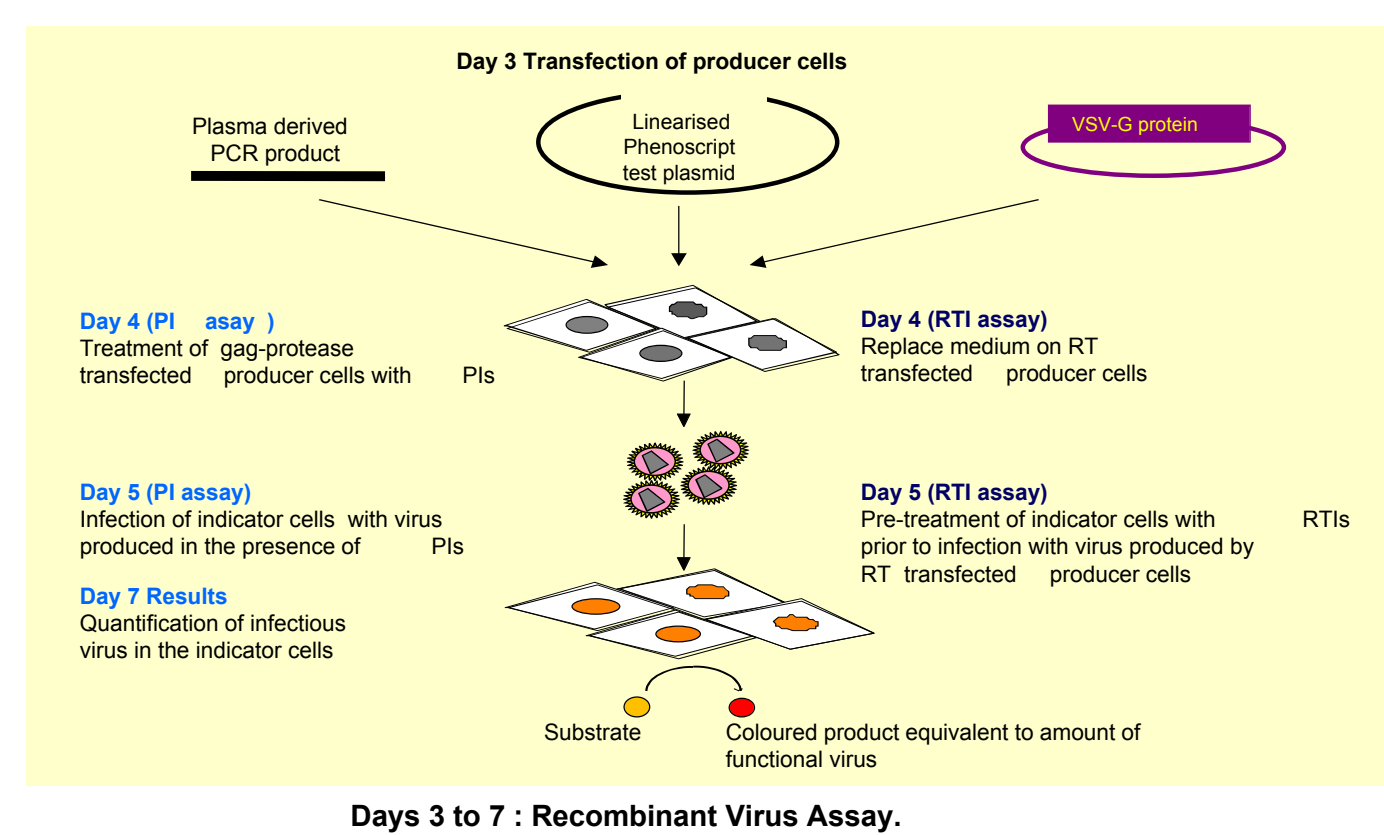 Day 3 Transfection of producer cells
Plasma derived
PCR product
Linearised
Phenoscript
test plasmid
VSV-G protein
Day 4 (PI asay )
Treatment of gag-protease
transfected producer cells with PIs
Day 4 (RTI assay)
Replace medium on RT
transfected producer cells
Day 5 (PI assay)
Infection of indicator cells with virus
produced in the presence of PIs
Day 5 (RTI assay)
Pre-treatment of indicator cells with RTIs
prior to infection with virus produced by
RT transfected producer cells
Day 7 Results
Quantification of infectious
virus in the indicator cells
Substrate
Coloured product equivalent to amount of
functional virus
Days 3 to 7 : Recombinant Virus Assay.